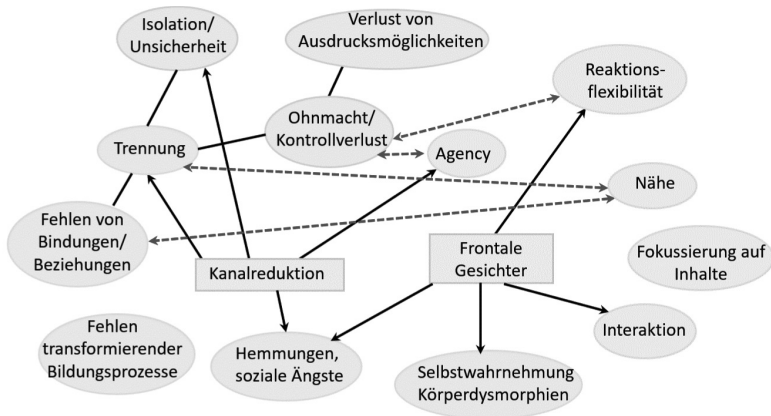 Isolation/
Unsicherheit
Verlust von
Ausdrucksmöglichkeiten
Reaktions-
flexibilität
Ohnmacht/
Kontrollverlust
Trennung
Agency
Nähe
Fehlen von
Bindungen/
Beziehungen
Kanalreduktion
Frontale
Gesichter
Fokussierung auf
Inhalte
Fehlen
transformierender
Bildungsprozesse
Hemmungen,
soziale Ängste
Interaktion
Selbstwahrnehmung
Körperdysmorphien